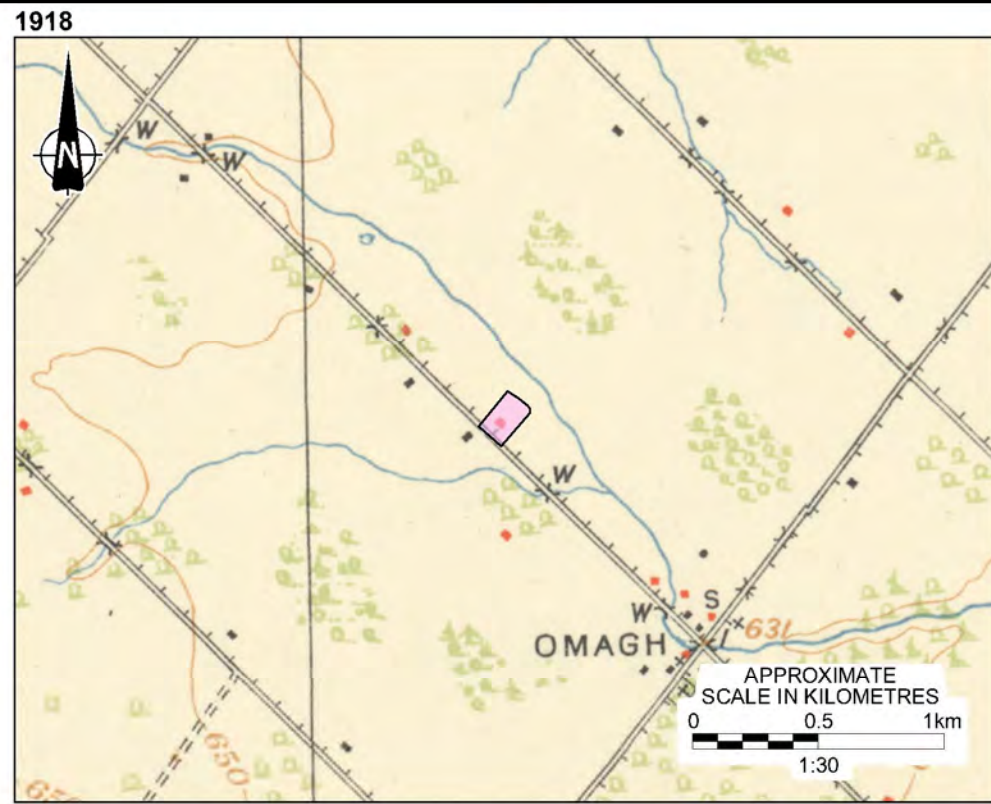 1918
N
W
W
W
S
W
OMAGH
631
APPROXIMATE
SCALE IN KILOMETRES
0 0.5 1km
1:30
650